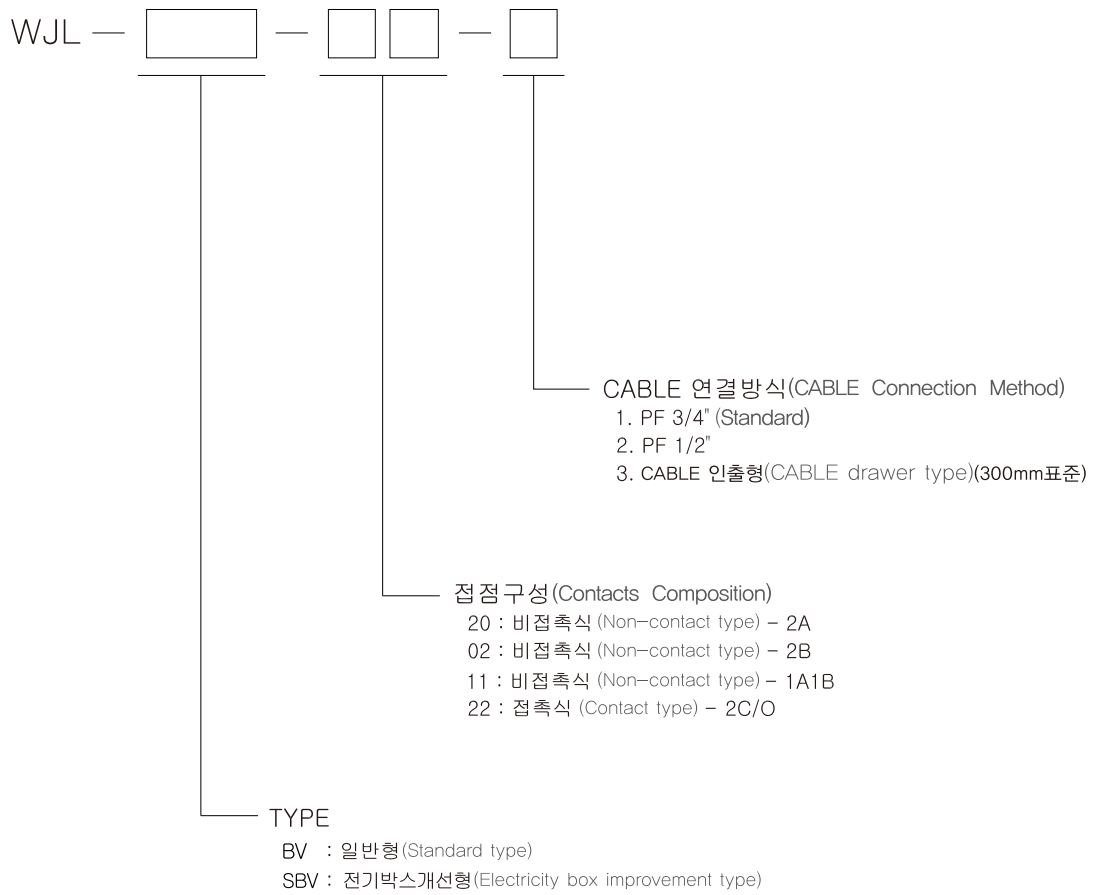 WJL — —  —
CABLE 연결방식(CABLE Connection Method)
1. PF 3/4" (Standard)
2. PF 1/2"
3. CABLE 인출형(CABLE drawer type)(300mm표준)
접점구성(Contacts Composition)
20 : 비접촉식 (Non-contact type) - 2A
02 : 비접촉식 (Non-contact type) - 2B
11 : 비접촉식 (Non-contact type) - 1A1B
22 : 접촉식 (Contact type) - 2C/O
TYPE
BV : 일반형(Standard type)
SBV : 전기박스개선형(Electricity box improvement type)